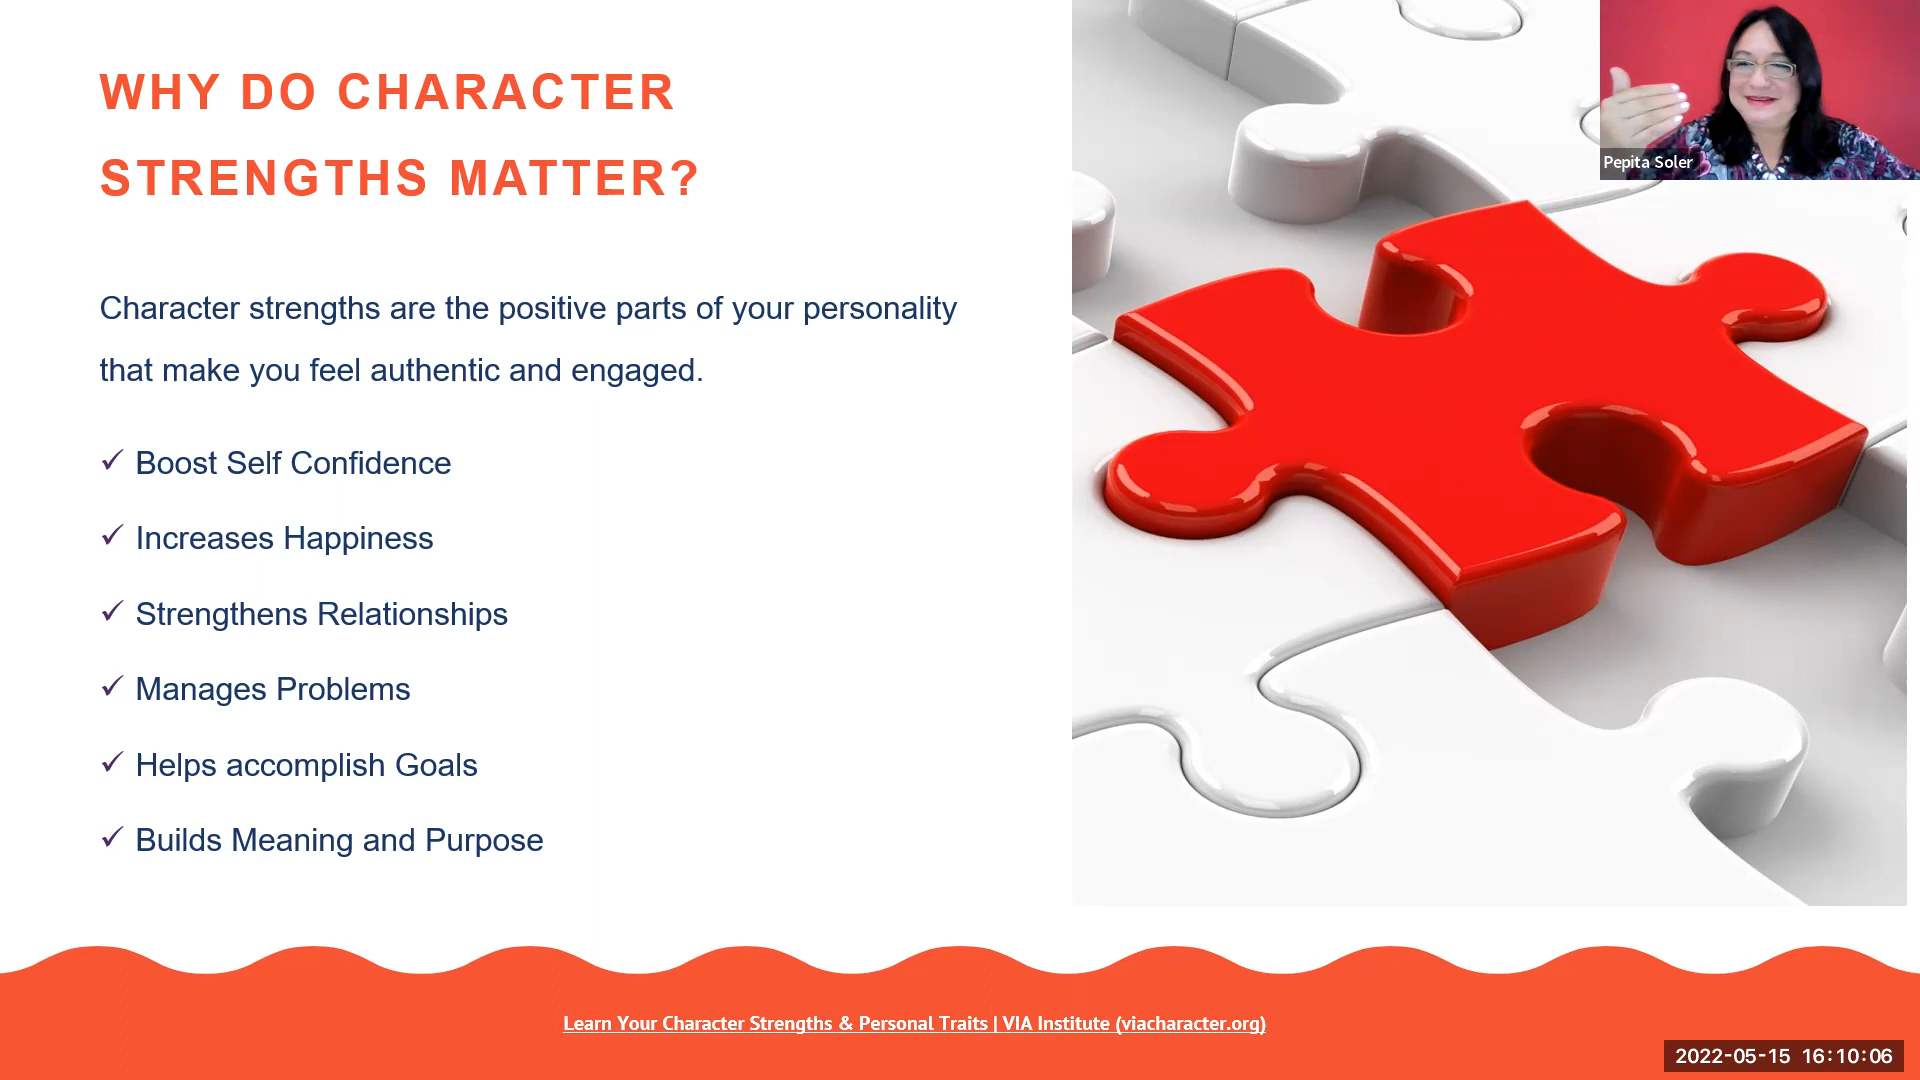 WHY DO CHARACTER
STRENGTHS MATTER?
Character strengths are the positive parts of your personality
that make you feel authentic and engaged.
✓ Boost Self Confidence
✓ Increases Happiness
✓ Strengthens Relationships
✓ Manages Problems
✓ Helps accomplish Goals
✓ Builds Meaning and Purpose
Pepita Soler
Learn Your Character Strengths & Personal Traits | VIA Institute (viacharacter.org)
2022-05-15 16:10:06